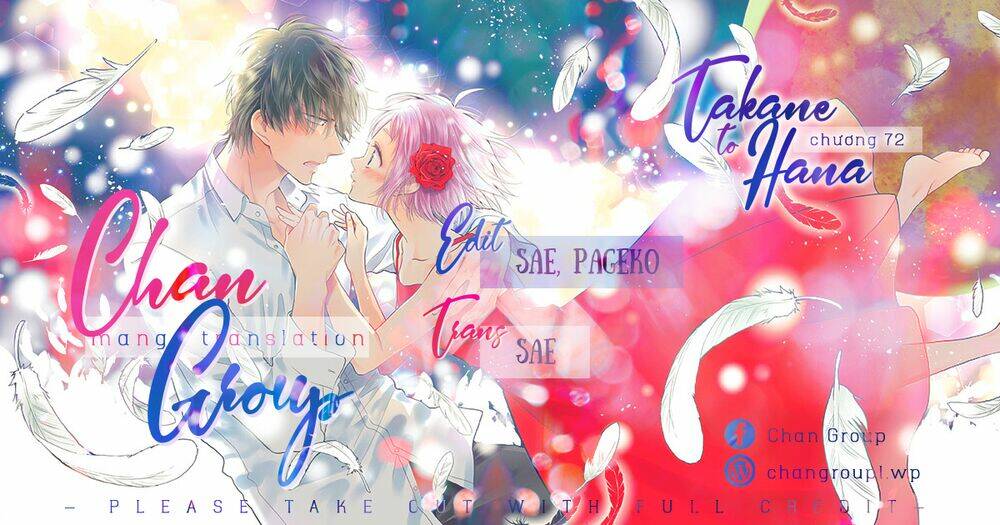 Takane
to
Hana
chương 72
Edit
SAE, PAGEKO
Chan
manga translation
Group
Trans
SAE
Chan Group
changroup1.wp
- PLEASE TAKE OUT WITH FULL CREDIT -